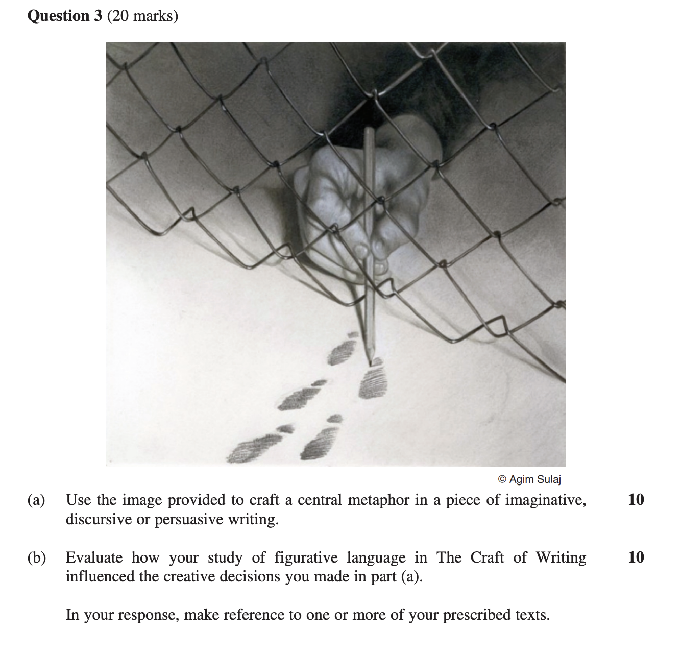 Question 3 (20 marks)
© Agim Sulaj
(a) Use the image provided to craft a central metaphor in a piece of imaginative, 10
discursive or persuasive writing.
(b) Evaluate how your study of figurative language in The Craft of Writing 10
influenced the creative decisions you made in part (a).
In your response, make reference to one or more of your prescribed texts.